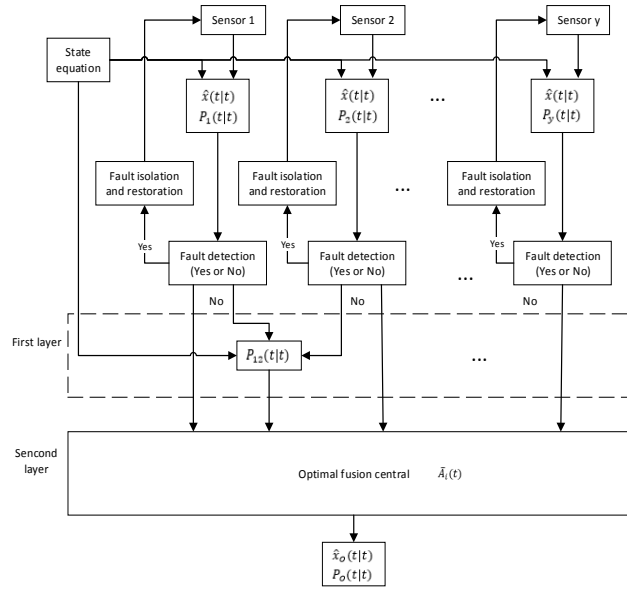 Sensor 1
Sensor 2
Sensor y
State
equation
x̂(t|t)
P₁(t|t)
x̂(t|t)
P₂(t|t)
...
x̂(t|t)
Pᵧ(t|t)
Fault isolation
and restoration
Fault isolation
and restoration
...
Fault isolation
and restoration
Yes
Yes
Yes
Fault detection
(Yes or No)
Fault detection
(Yes or No)
...
Fault detection
(Yes or No)
No
No
No
First layer
P₁₂(t|t)
...
Sencond
layer
Optimal fusion central Āᵢ(t)
x̂ₒ(t|t)
Pₒ(t|t)